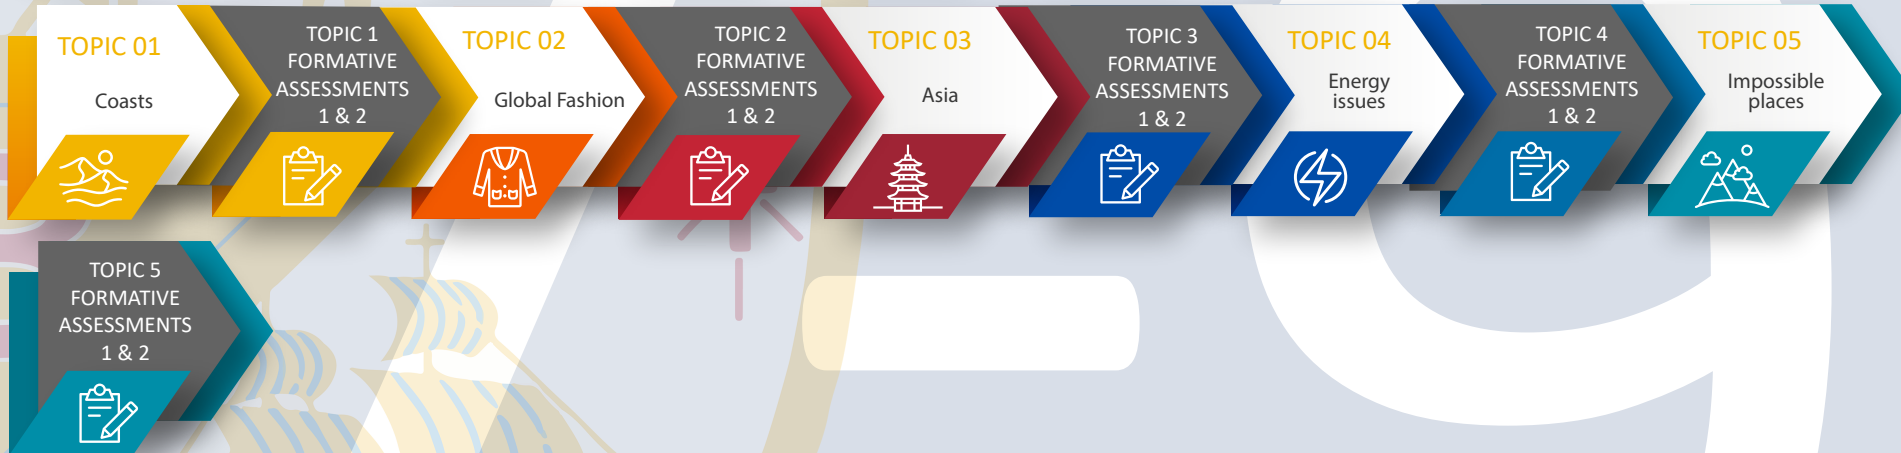 TOPIC 01
Coasts
TOPIC 1
FORMATIVE
ASSESSMENTS
1 & 2
TOPIC 02
Global Fashion
TOPIC 2
FORMATIVE
ASSESSMENTS
1 & 2
TOPIC 03
Asia
TOPIC 3
FORMATIVE
ASSESSMENTS
1 & 2
TOPIC 04
Energy
issues
TOPIC 4
FORMATIVE
ASSESSMENTS
1 & 2
TOPIC 05
Impossible
places
TOPIC 5
FORMATIVE
ASSESSMENTS
1 & 2